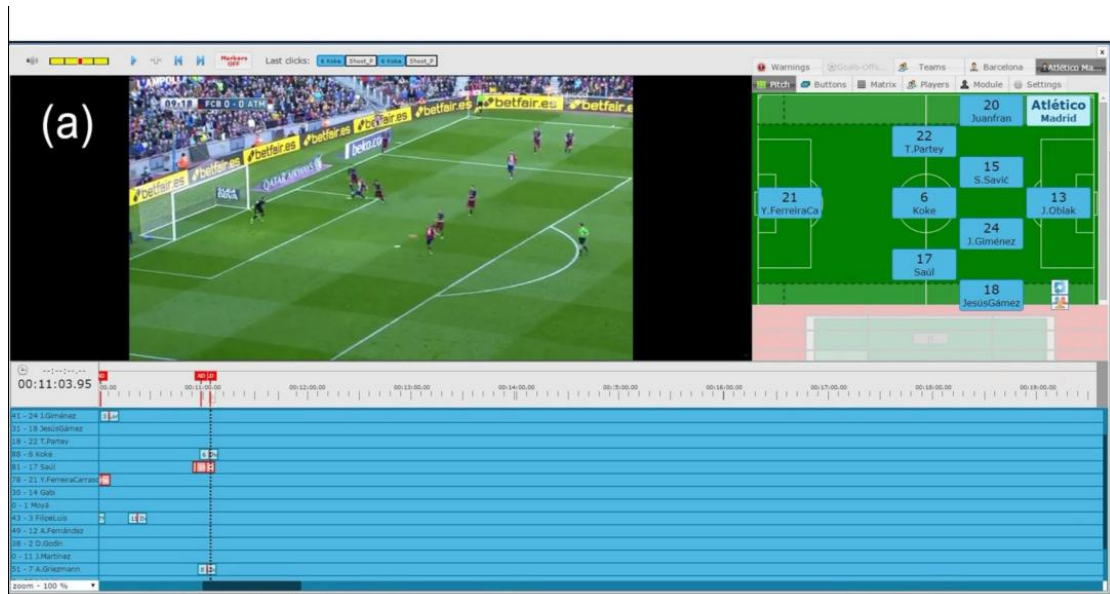 Markers OFF
Last clicks: 6 Koke Shoot_P 6 Koke Shoot_P
x
Warnings Goals-Offs... Teams Barcelona Atlético Ma...
Pitch Buttons Matrix Players Module Settings
(a)
09:18 FCB 0 - 0 ATH
betfair.es betfair.es betfair.es
betfair.es betfair.es
beko.com
QATAR AIRWAYS
20
Juanfran
Atlético
Madrid
22
T.Partey
15
S.Savić
21
Y.FerreiraCa
6
Koke
13
J.Oblak
24
J.Giménez
17
Saúl
18
JesúsGámez
--:--:--.--
00:11:03.95
00:11:00.00 00:12:00.00 00:13:00.00 00:14:00.00 00:15:00.00 00:16:00.00 00:17:00.00 00:18:00.00 00:19:00.00
41 - 24 J.Giménez
31 - 18 JesúsGámez
18 - 22 T.Partey
88 - 6 Koke
81 - 17 Saúl
78 - 21 Y.FerreiraCarrasc
14 Gabi
0 - 1 Moyá
43 - 3 FilipeLuis
49 - 12 A.Fernández
38 - 2 D.Godín
0 - 11 J.Martínez
51 - 7 A.Griezmann
zoom - 100 %